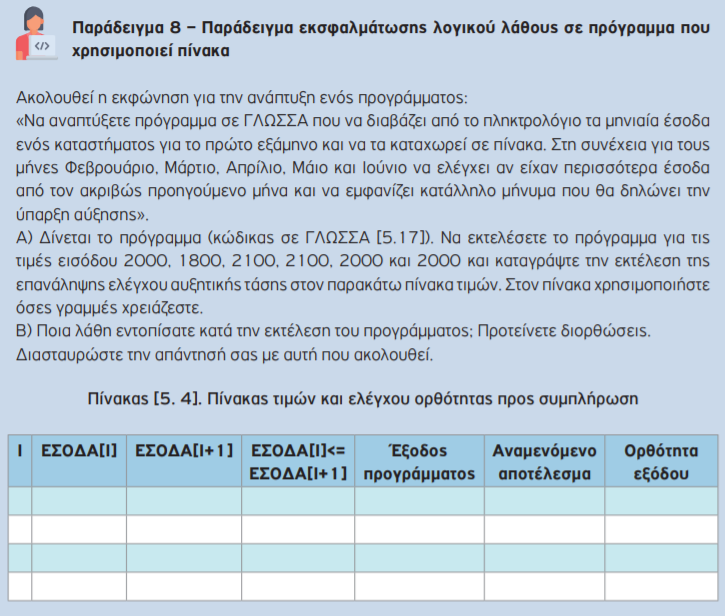 </>
Παράδειγμα 8 – Παράδειγμα εκσφαλμάτωσης λογικού λάθους σε πρόγραμμα που
χρησιμοποιεί πίνακα
Ακολουθεί η εκφώνηση για την ανάπτυξη ενός προγράμματος:
«Να αναπτύξετε πρόγραμμα σε ΓΛΩΣΣΑ που να διαβάζει από το πληκτρολόγιο τα μηνιαία έσοδα
ενός καταστήματος για το πρώτο εξάμηνο και να τα καταχωρεί σε πίνακα. Στη συνέχεια για τους
μήνες Φεβρουάριο, Μάρτιο, Απρίλιο, Μάιο και Ιούνιο να ελέγχει αν είχαν περισσότερα έσοδα
από τον ακριβώς προηγούμενο μήνα και να εμφανίζει κατάλληλο μήνυμα που θα δηλώνει την
ύπαρξη αύξησης».
Α) Δίνεται το πρόγραμμα (κώδικας σε ΓΛΩΣΣΑ [5.17]). Να εκτελέσετε το πρόγραμμα για τις
τιμές εισόδου 2000, 1800, 2100, 2100, 2000 και 2000 και καταγράψτε την εκτέλεση της
επανάληψης ελέγχου αυξητικής τάσης στον παρακάτω πίνακα τιμών. Στον πίνακα χρησιμοποιήστε
όσες γραμμές χρειάζεστε.
Β) Ποια λάθη εντοπίσατε κατά την εκτέλεση του προγράμματος; Προτείνετε διορθώσεις.
Διασταυρώστε την απάντησή σας με αυτή που ακολουθεί.
Πίνακας [5. 4]. Πίνακας τιμών και ελέγχου ορθότητας προς συμπλήρωση
Ι ΕΣΟΔΑ[Ι] ΕΣΟΔΑ[Ι+1] ΕΣΟΔΑ[Ι]<= Έξοδος Αναμενόμενο Ορθότητα
ΕΣΟΔΑ[Ι+1] προγράμματος αποτέλεσμα εξόδου